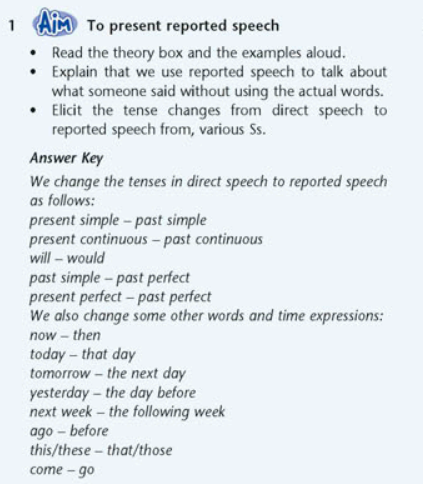 1 Aim To present reported speech
• Read the theory box and the examples aloud.
• Explain that we use reported speech to talk about
what someone said without using the actual words.
• Elicit the tense changes from direct speech to
reported speech from, various Ss.
Answer Key
We change the tenses in direct speech to reported speech
as follows:
present simple – past simple
present continuous – past continuous
will – would
past simple – past perfect
present perfect – past perfect
We also change some other words and time expressions:
now – then
today – that day
tomorrow – the next day
yesterday – the day before
next week – the following week
ago – before
this/these – that/those
come – go